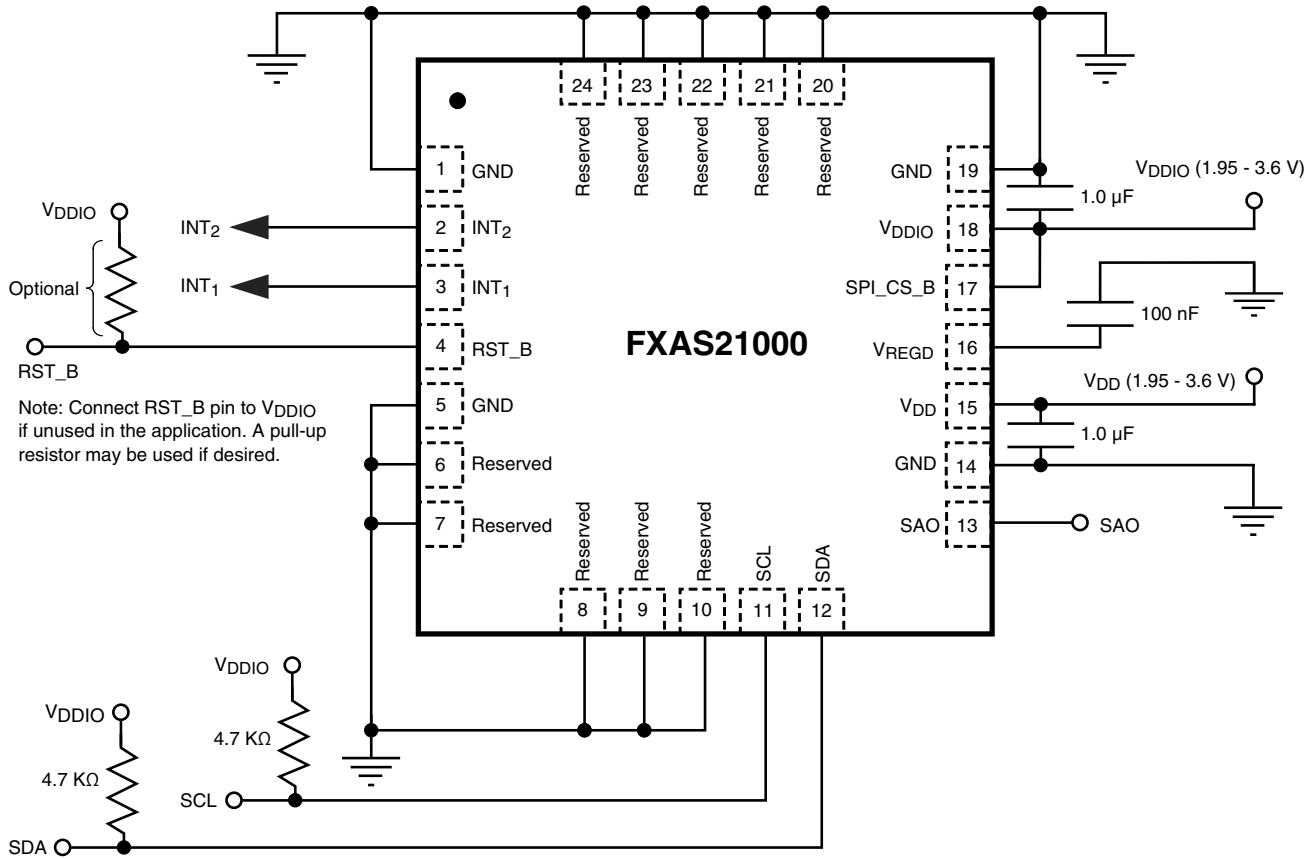 24
23
22
21
20
Reserved
Reserved
Reserved
Reserved
Reserved
1 GND
2 INT2
3 INT1
4 RST_B
5 GND
6 Reserved
7 Reserved
VDDIO
Optional
RST_B
INT2
INT1
Note: Connect RST_B pin to VDDIO
if unused in the application. A pull-up
resistor may be used if desired.
FXAS21000
GND 19
VDDIO 18
SPI_CS_B 17
VREGD 16
VDD 15
GND 14
SAO 13
VDDIO (1.95 - 3.6 V)
1.0 µF
100 nF
VDD (1.95 - 3.6 V)
1.0 µF
SAO
Reserved
Reserved
Reserved
SCL
SDA
8
9
10
11
12
VDDIO
4.7 KΩ
SCL
VDDIO
4.7 KΩ
SDA